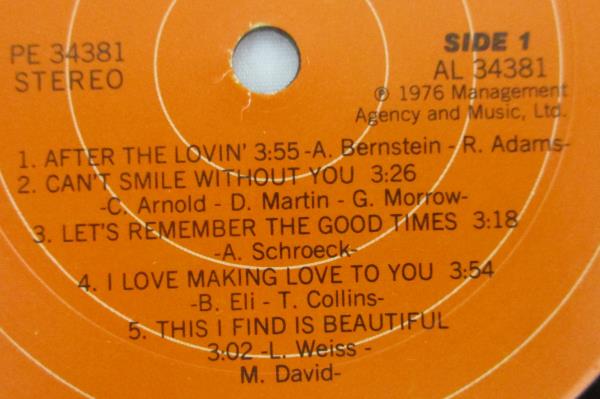 PE 34381
STEREO
SIDE 1
AL 34381
℗ 1976 Management
Agency and Music, Ltd.
1. AFTER THE LOVIN' 3:55 -A. Bernstein - R. Adams-
2. CAN'T SMILE WITHOUT YOU 3:26
-C. Arnold - D. Martin - G. Morrow-
3. LET'S REMEMBER THE GOOD TIMES 3:18
-A. Schroeck-
4. I LOVE MAKING LOVE TO YOU 3:54
-B. Eli - T. Collins-
5. THIS I FIND IS BEAUTIFUL
3:02 -L. Weiss -
M. David-